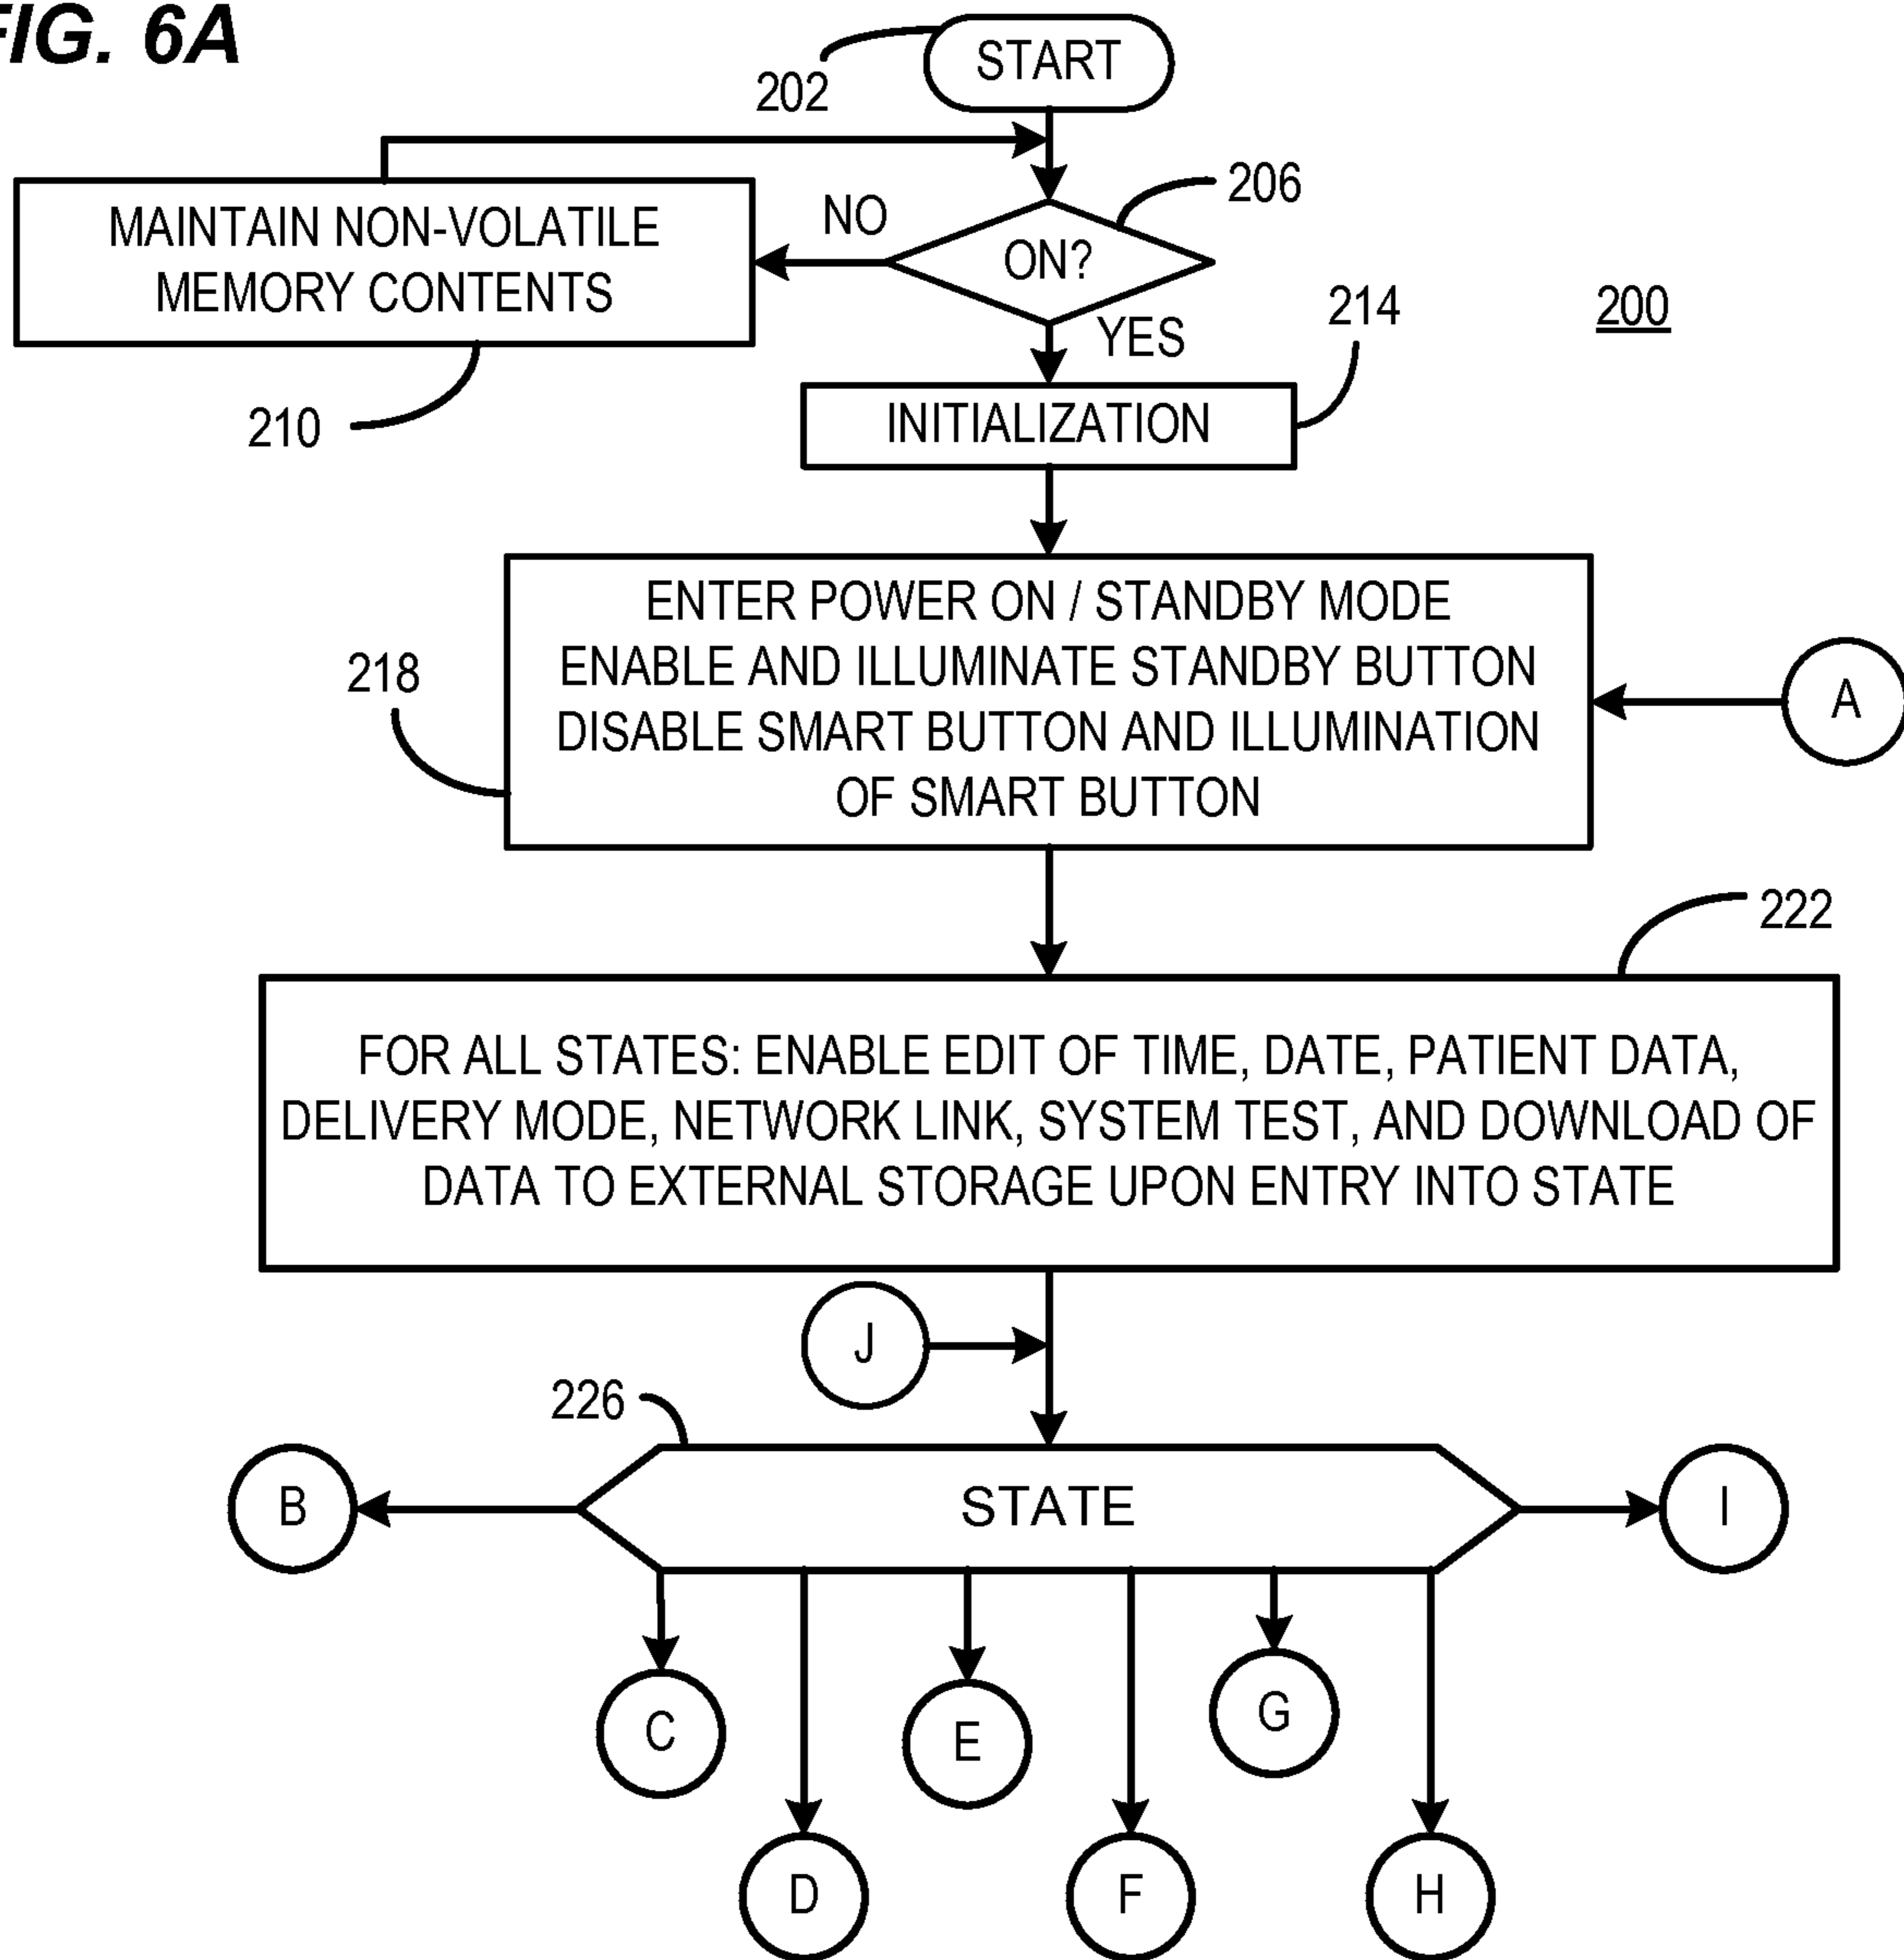 FIG. 6A
START
202
206
NO
MAINTAIN NON-VOLATILE
MEMORY CONTENTS
ON?
214
200
YES
210
INITIALIZATION
ENTER POWER ON / STANDBY MODE
ENABLE AND ILLUMINATE STANDBY BUTTON
DISABLE SMART BUTTON AND ILLUMINATION
OF SMART BUTTON
218
A
222
FOR ALL STATES: ENABLE EDIT OF TIME, DATE, PATIENT DATA,
DELIVERY MODE, NETWORK LINK, SYSTEM TEST, AND DOWNLOAD OF
DATA TO EXTERNAL STORAGE UPON ENTRY INTO STATE
J
226
B
STATE
I
C
E
G
D
F
H